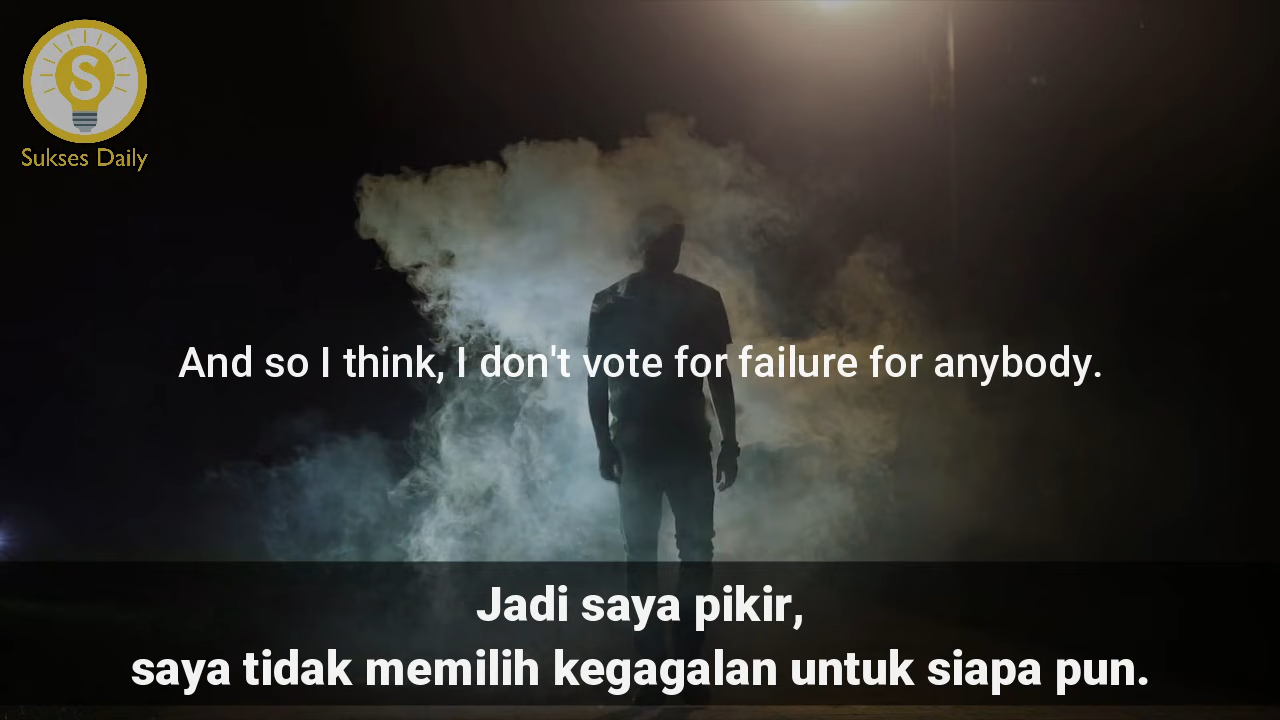 S
Sukses Daily
And so I think, I don't vote for failure for anybody.
Jadi saya pikir,
saya tidak memilih kegagalan untuk siapa pun.